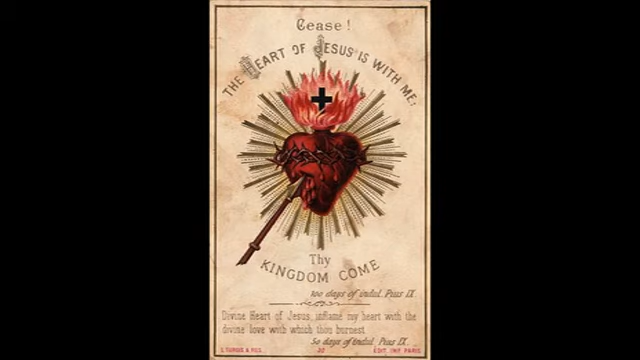 Cease!
THE HEART OF JESUS IS WITH ME!
Thy
KINGDOM COME
100 days of indul. Pius IX.
Divine Heart of Jesus, inflame my heart with the
divine love with which thou burnest.
50 days of indul. Pius IX.
EDIT. IMP. PARIS